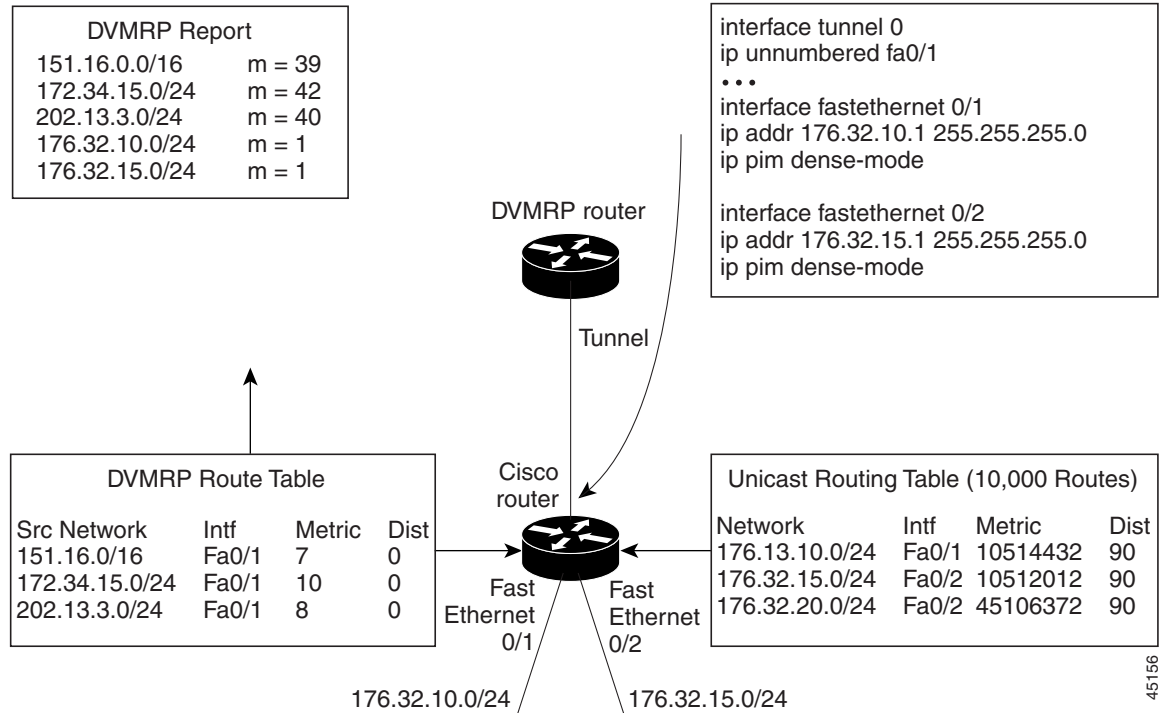 DVMRP Report
151.16.0.0/16 m = 39
172.34.15.0/24 m = 42
202.13.3.0/24 m = 40
176.32.10.0/24 m = 1
176.32.15.0/24 m = 1
interface tunnel 0
ip unnumbered fa0/1
• • •
interface fastethernet 0/1
ip addr 176.32.10.1 255.255.255.0
ip pim dense-mode
interface fastethernet 0/2
ip addr 176.32.15.1 255.255.255.0
ip pim dense-mode
DVMRP router
Tunnel
Cisco
router
DVMRP Route Table
Src Network Intf Metric Dist
151.16.0/16 Fa0/1 7 0
172.34.15.0/24 Fa0/1 10 0
202.13.3.0/24 Fa0/1 8 0
Unicast Routing Table (10,000 Routes)
Network Intf Metric Dist
176.13.10.0/24 Fa0/1 10514432 90
176.32.15.0/24 Fa0/2 10512012 90
176.32.20.0/24 Fa0/2 45106372 90
Fast
Ethernet
0/1
Fast
Ethernet
0/2
176.32.10.0/24
176.32.15.0/24
45156